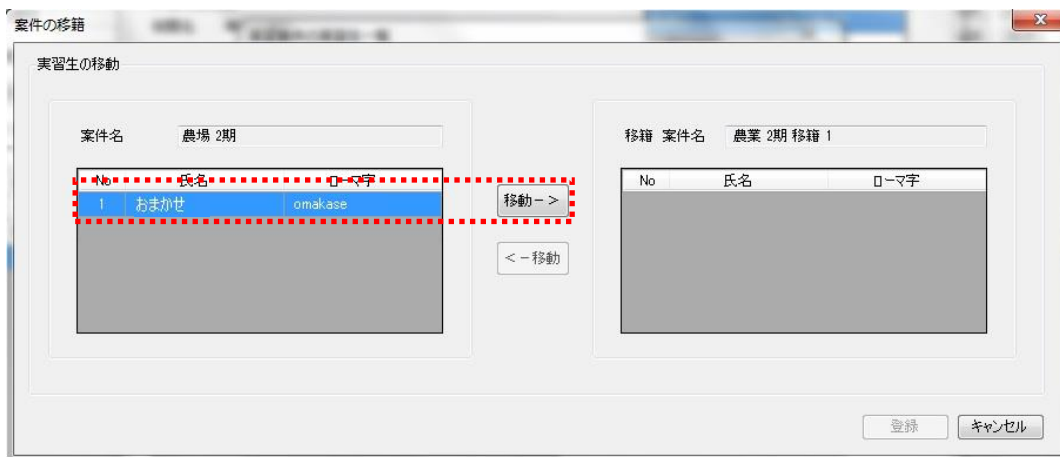 案件の移籍
実習生の移動
案件名 農場 2期
No 氏名 ローマ字
1 おまかせ omakase
移動ー>
<ー移動
移籍 案件名 農業 2期 移籍 1
No 氏名 ローマ字
登録 キャンセル